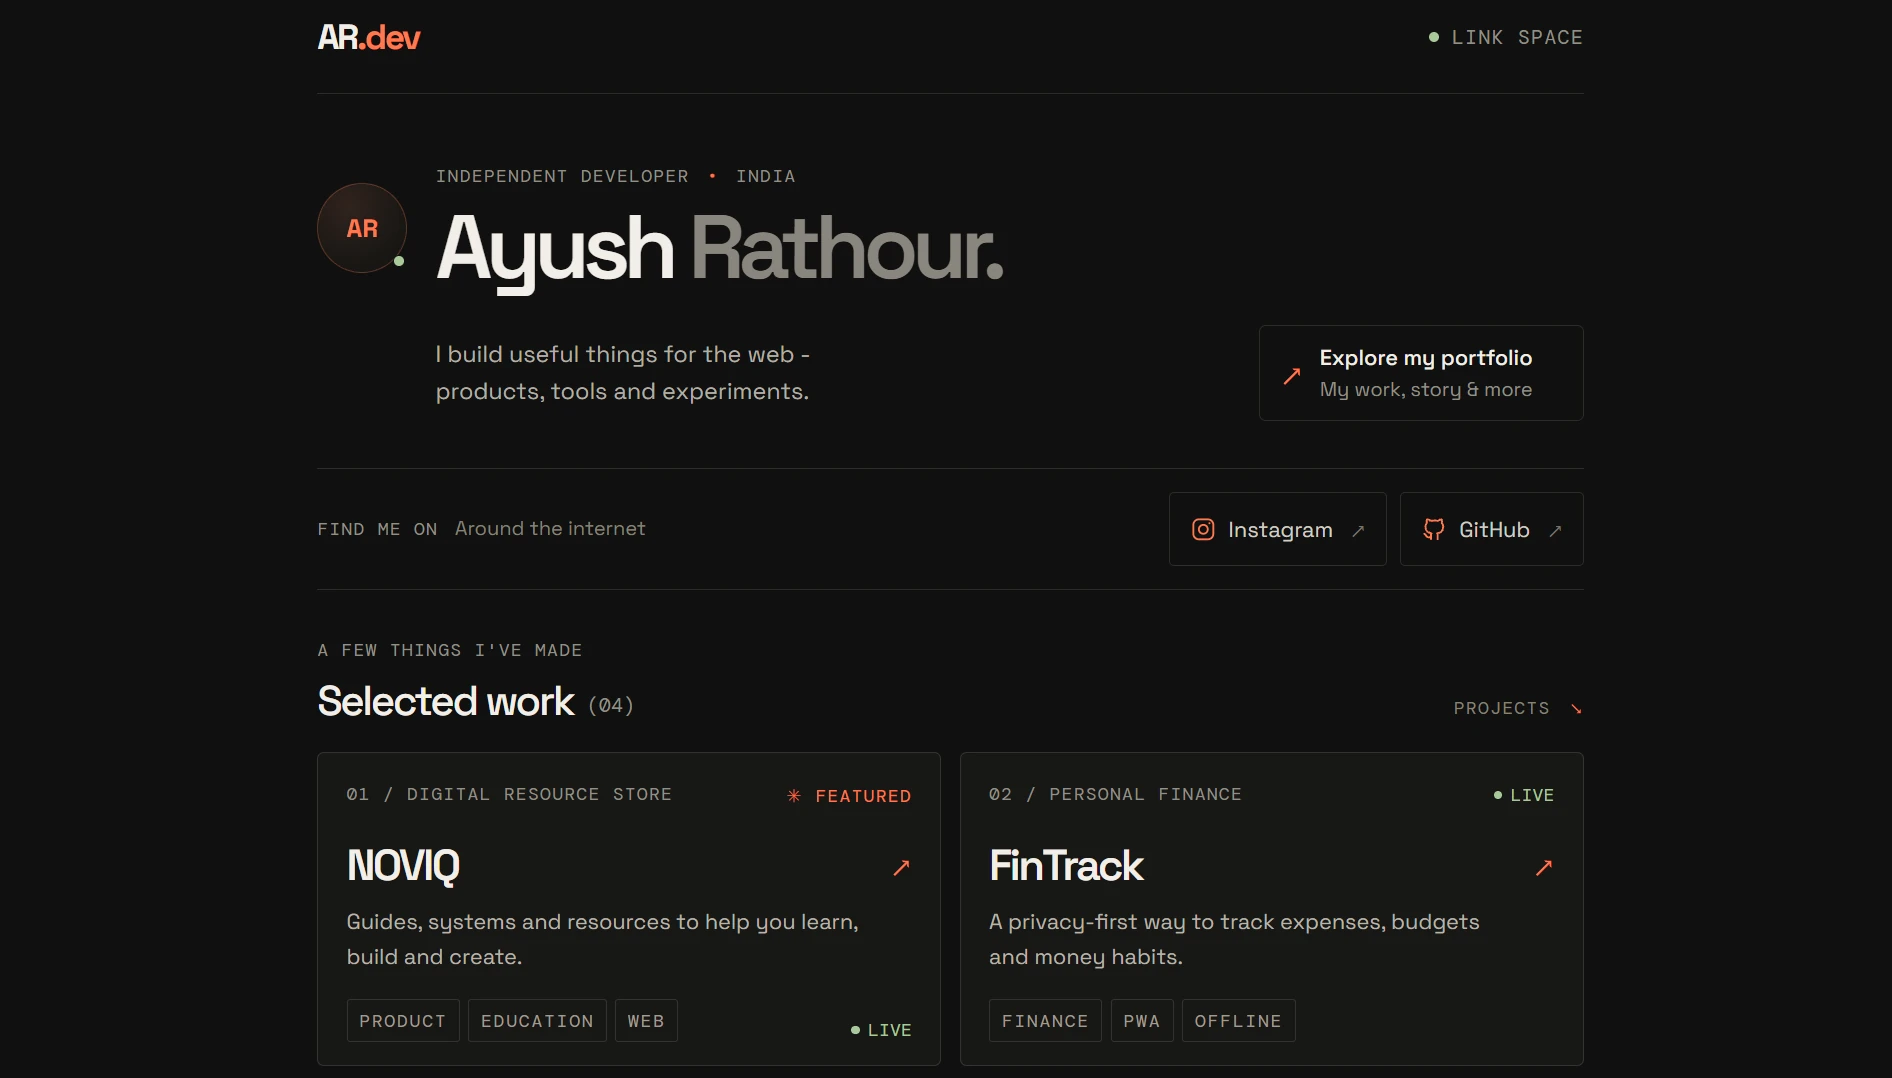 AR.dev
LINK SPACE
INDEPENDENT DEVELOPER • INDIA
AR
Ayush Rathour.
I build useful things for the web -
products, tools and experiments.
↗ Explore my portfolio
My work, story & more
FIND ME ON Around the internet
Instagram ↗
GitHub ↗
A FEW THINGS I'VE MADE
Selected work (04)
PROJECTS ↘
01 / DIGITAL RESOURCE STORE
✳ FEATURED
NOVIQ ↗
Guides, systems and resources to help you learn,
build and create.
PRODUCT EDUCATION WEB
LIVE
02 / PERSONAL FINANCE
LIVE
FinTrack ↗
A privacy-first way to track expenses, budgets
and money habits.
FINANCE PWA OFFLINE